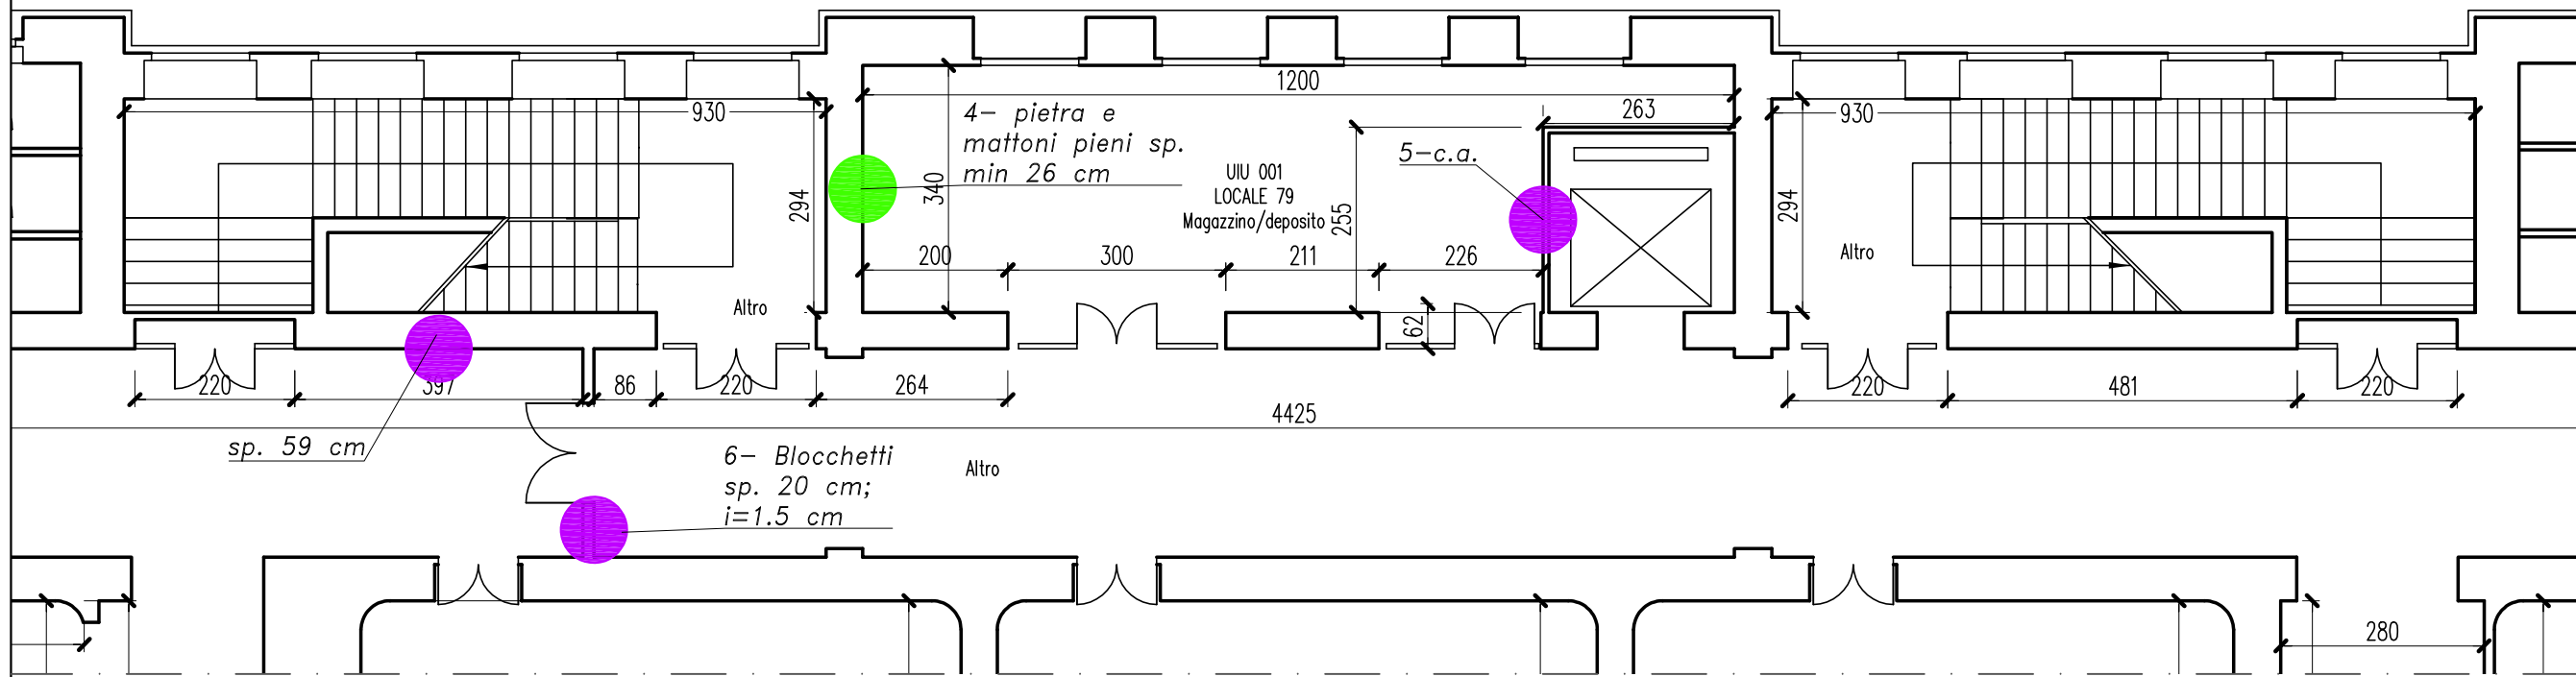 1200
930
4- pietra e
mattoni pieni sp.
min 26 cm
263
930
5-c.a.
340
UIU 001
LOCALE 79
Magazzino/deposito
255
294
294
200
300
211
226
Altro
Altro
62
220
397
86
220
264
220
481
220
4425
sp. 59 cm
6- Blocchetti
sp. 20 cm;
i=1.5 cm
Altro
280